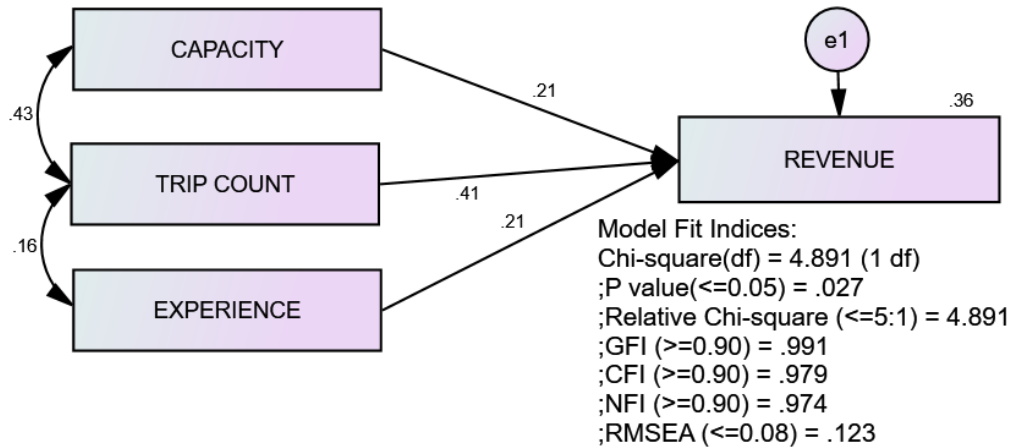 CAPACITY
e1
.36
.21
.43
REVENUE
TRIP COUNT
.41
.21
.16
Model Fit Indices:
Chi-square(df) = 4.891 (1 df)
;P value(<=0.05) = .027
EXPERIENCE
;Relative Chi-square (<=5:1) = 4.891
;GFI (>=0.90) = .991
;CFI (>=0.90) = .979
;NFI (>=0.90) = .974
;RMSEA (<=0.08) = .123